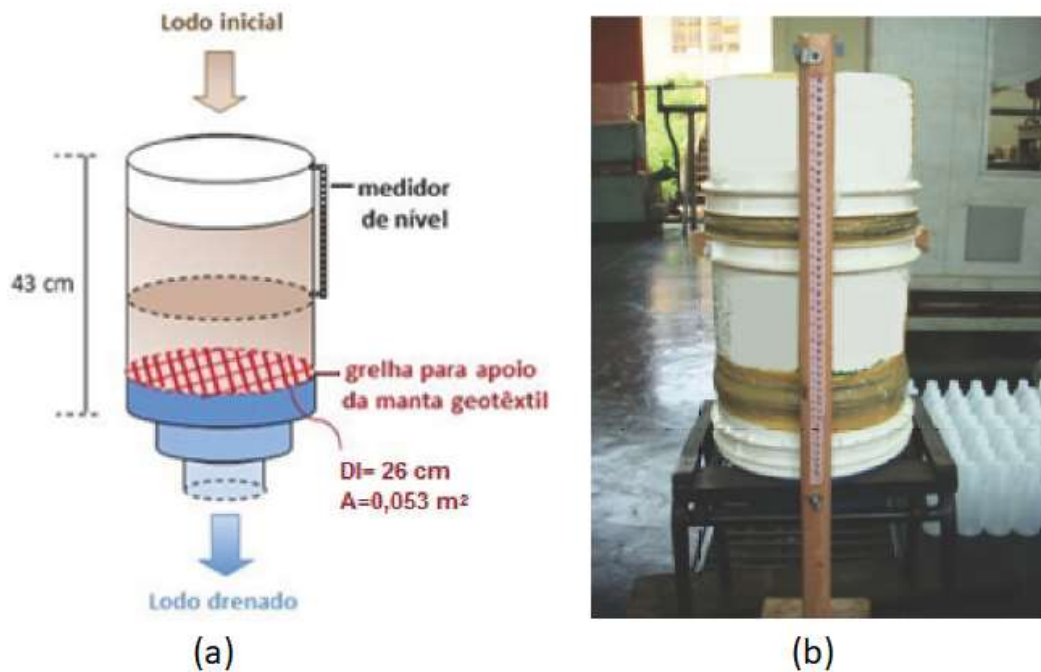 Lodo inicial
medidor
de nível
43 cm
grelha para apoio
da manta geotêxtil
DI= 26 cm
A=0,053 m²
Lodo drenado
(a)
(b)